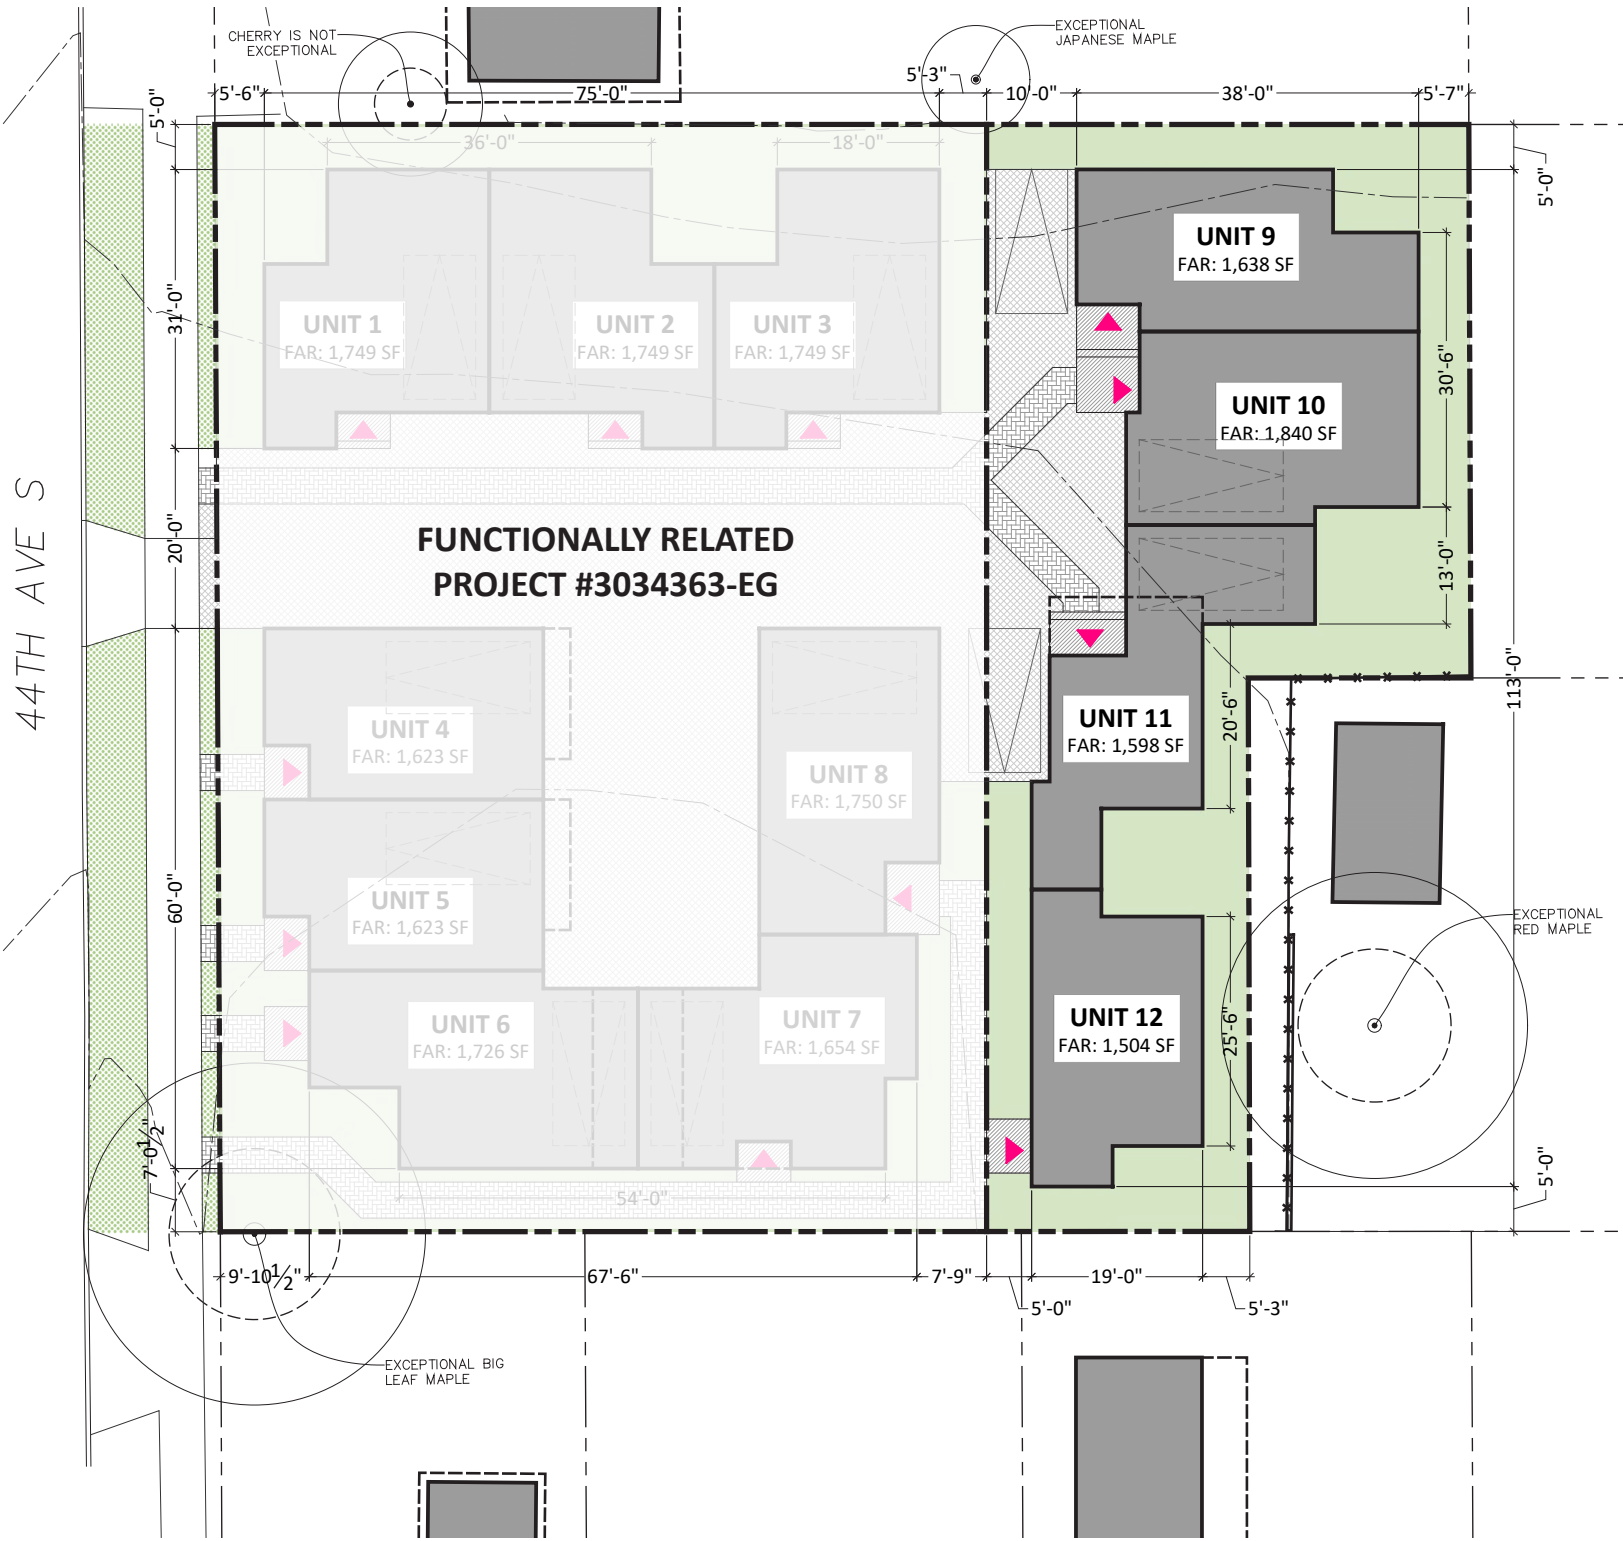 CHERRY IS NOT
EXCEPTIONAL
EXCEPTIONAL
JAPANESE MAPLE
5'-3"
5'-6"
75'-0"
10'-0"
38'-0"
5'-7"
5'-0"
36'-0"
18'-0"
5'-0"
UNIT 9
FAR: 1,638 SF
31'-0"
UNIT 1
FAR: 1,749 SF
UNIT 2
FAR: 1,749 SF
UNIT 3
FAR: 1,749 SF
30'-6"
UNIT 10
FAR: 1,840 SF
44TH AVE S
20'-0"
FUNCTIONALLY RELATED
PROJECT #3034363-EG
13'-0"
113'-0"
UNIT 4
FAR: 1,623 SF
UNIT 8
FAR: 1,750 SF
UNIT 11
FAR: 1,598 SF
20'-6"
60'-0"
UNIT 5
FAR: 1,623 SF
EXCEPTIONAL
RED MAPLE
UNIT 6
FAR: 1,726 SF
UNIT 7
FAR: 1,654 SF
UNIT 12
FAR: 1,504 SF
25'-6"
7'-0 1/2"
54'-0"
5'-0"
9'-10 1/2"
67'-6"
7'-9"
19'-0"
5'-0"
5'-3"
EXCEPTIONAL BIG
LEAF MAPLE